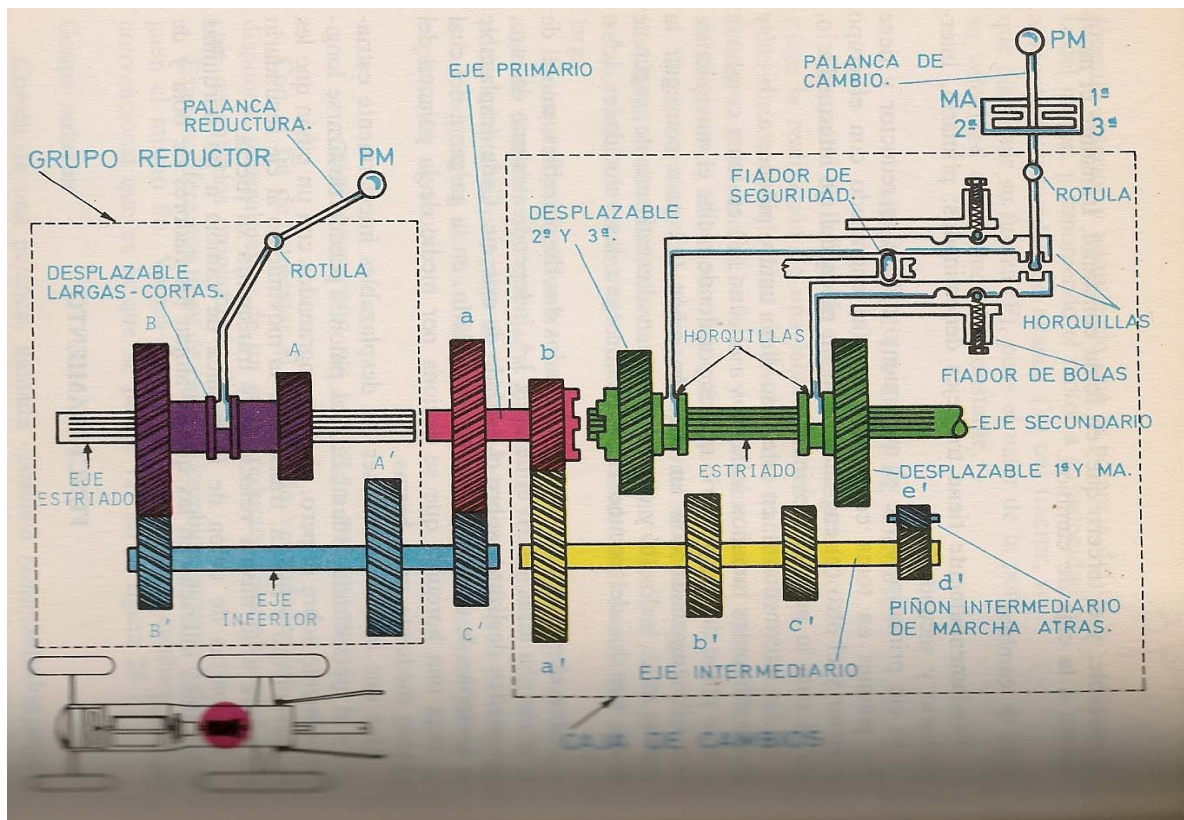 PM
PALANCA DE
CAMBIO.
EJE PRIMARIO
MA
1ª
2ª
3ª
PALANCA
REDUCTURA.
GRUPO REDUCTOR
PM
FIADOR DE
SEGURIDAD.
ROTULA
DESPLAZABLE
2ª Y 3ª.
DESPLAZABLE
LARGAS-CORTAS.
ROTULA
B
A
a
b
HORQUILLAS
HORQUILLAS
FIADOR DE BOLAS
EJE SECUNDARIO
EJE
ESTRIADO
A'
ESTRIADO
DESPLAZABLE 1ª Y MA.
e'
EJE
INFERIOR
B'
C'
a'
b'
c'
d'
PIÑON INTERMEDIARIO
DE MARCHA ATRAS.
EJE INTERMEDIARIO
CAJA DE CAMBIOS